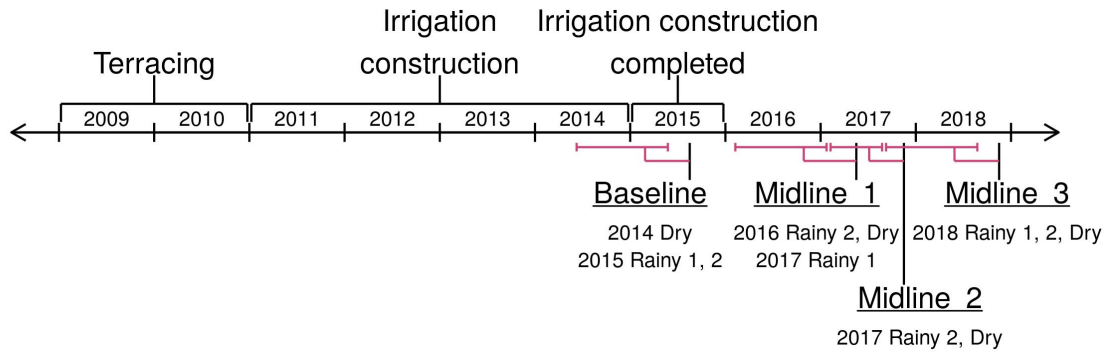 Irrigation
construction
Irrigation construction
completed
Terracing
2009 2010 2011 2012 2013 2014 2015 2016 2017 2018
Baseline
2014 Dry
2015 Rainy 1, 2
Midline 1
2016 Rainy 2, Dry
2017 Rainy 1
Midline 3
2018 Rainy 1, 2, Dry
Midline 2
2017 Rainy 2, Dry